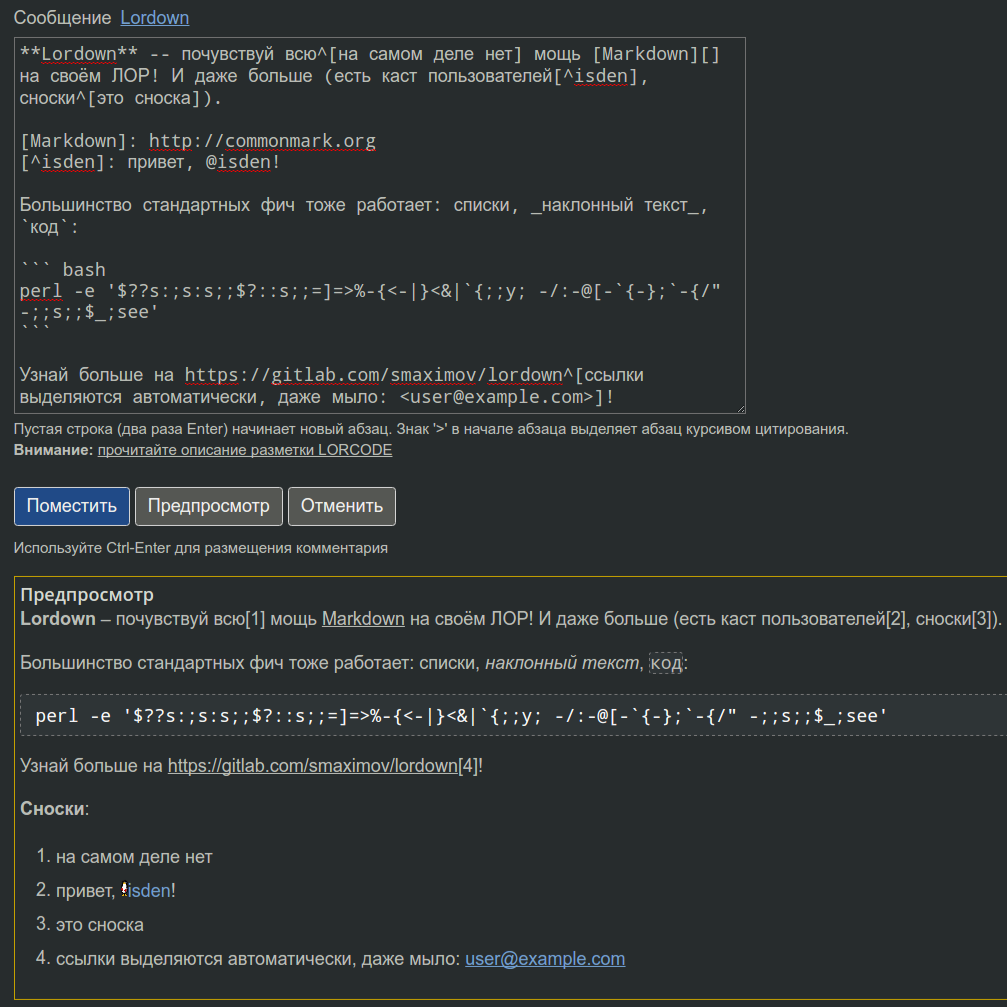 Сообщение Lordown
**Lordown** -- почувствуй всю^[на самом деле нет] мощь [Markdown][]
на своём ЛОР! И даже больше (есть каст пользователей[^isden],
сноски^[это сноска]).
[Markdown]: http://commonmark.org
[^isden]: привет, @isden!
Большинство стандартных фич тоже работает: списки, _наклонный текст_,
`код`:
``` bash
perl -e '$??s:;s:s;;$?::s;;=]=>%-{<-|}<&|`{;;y; -/:-@[-`{-};`-{/"
-;;s;;$_;see'
```
Узнай больше на https://gitlab.com/smaximov/lordown^[ссылки
выделяются автоматически, даже мыло: <user@example.com>]!
Пустая строка (два раза Enter) начинает новый абзац. Знак '>' в начале абзаца выделяет абзац курсивом цитирования.
Внимание: прочитайте описание разметки LORCODE
Поместить Предпросмотр Отменить
Используйте Ctrl-Enter для размещения комментария
Предпросмотр
Lordown – почувствуй всю[1] мощь Markdown на своём ЛОР! И даже больше (есть каст пользователей[2], сноски[3]).
Большинство стандартных фич тоже работает: списки, наклонный текст, код:
perl -e '$??s:;s:s;;$?::s;;=]=>%-{<-|}<&|`{;;y; -/:-@[-`{-};`-{/" -;;s;;$_;see'
Узнай больше на https://gitlab.com/smaximov/lordown[4]!
Сноски:
1. на самом деле нет
2. привет, isden!
3. это сноска
4. ссылки выделяются автоматически, даже мыло: user@example.com